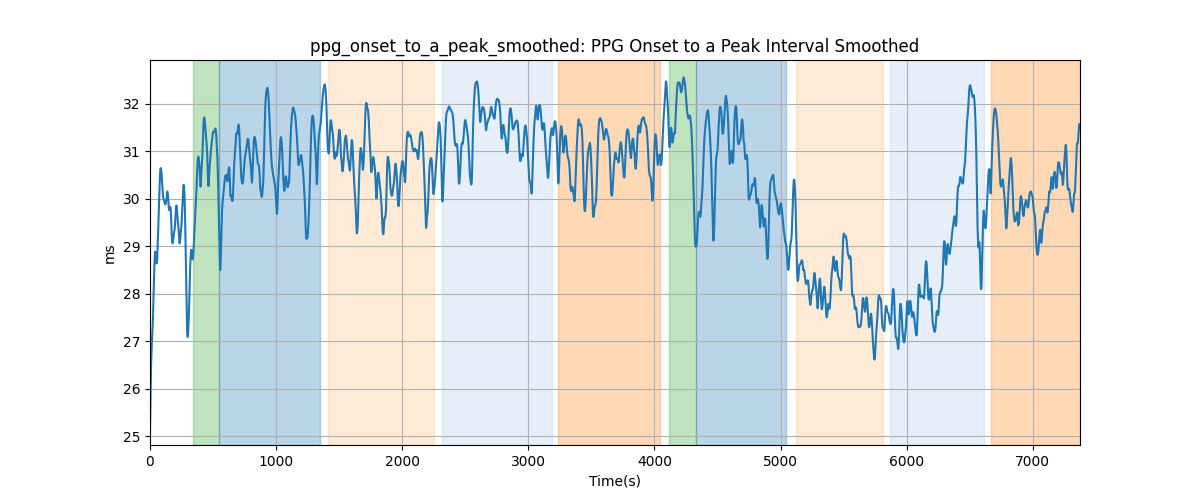 ppg_onset_to_a_peak_smoothed: PPG Onset to a Peak Interval Smoothed
ms
32
31
30
29
28
27
26
25
0 1000 2000 3000 4000 5000 6000 7000
Time(s)